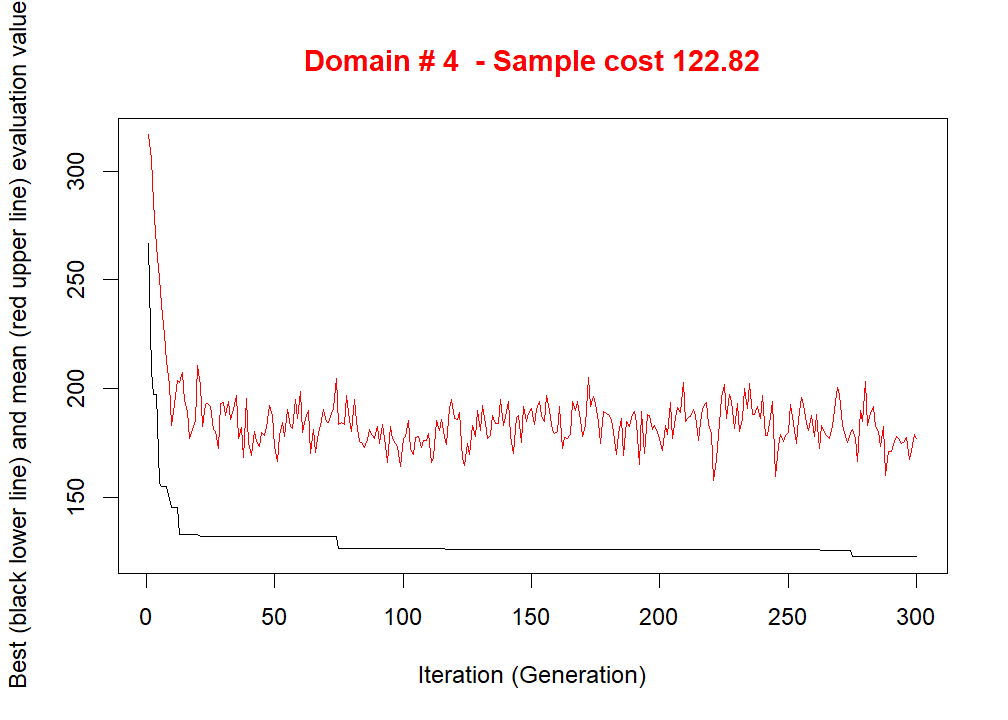 Domain # 4  - Sample cost 122.82
Best (black lower line) and mean (red upper line) evaluation value
300
250
200
150
0 50 100 150 200 250 300
Iteration (Generation)